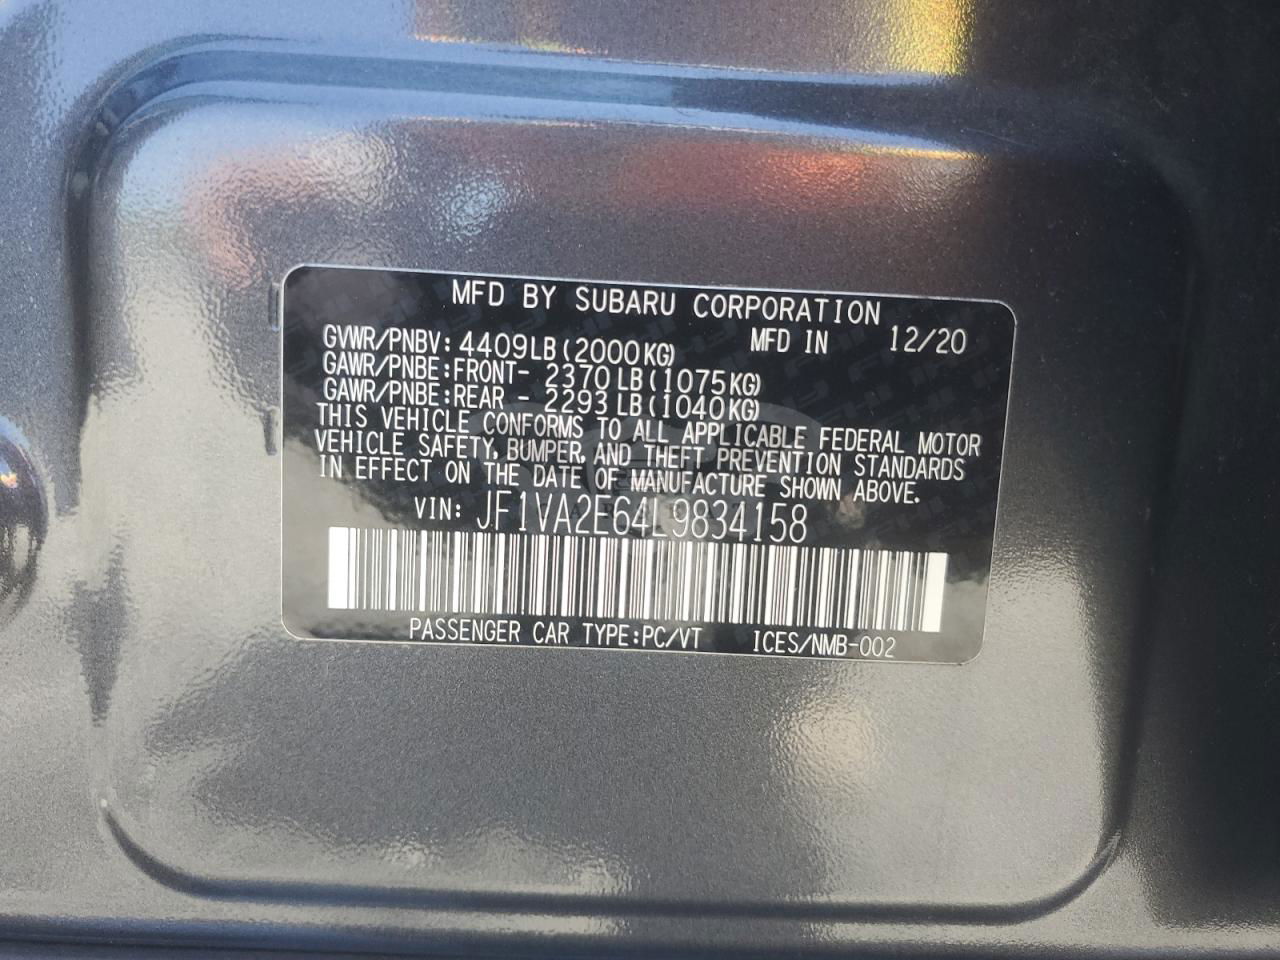 MFD BY SUBARU CORPORATION
MFD IN 12/20
GVWR/PNBV: 4409LB(2000KG)
GAWR/PNBE:FRONT- 2370LB(1075KG)
GAWR/PNBE:REAR - 2293LB(1040KG)
THIS VEHICLE CONFORMS TO ALL APPLICABLE FEDERAL MOTOR
VEHICLE SAFETY, BUMPER, AND THEFT PREVENTION STANDARDS
IN EFFECT ON THE DATE OF MANUFACTURE SHOWN ABOVE.
VIN: JF1VA2E64L9834158
PASSENGER CAR TYPE:PC/VT ICES/NMB-002